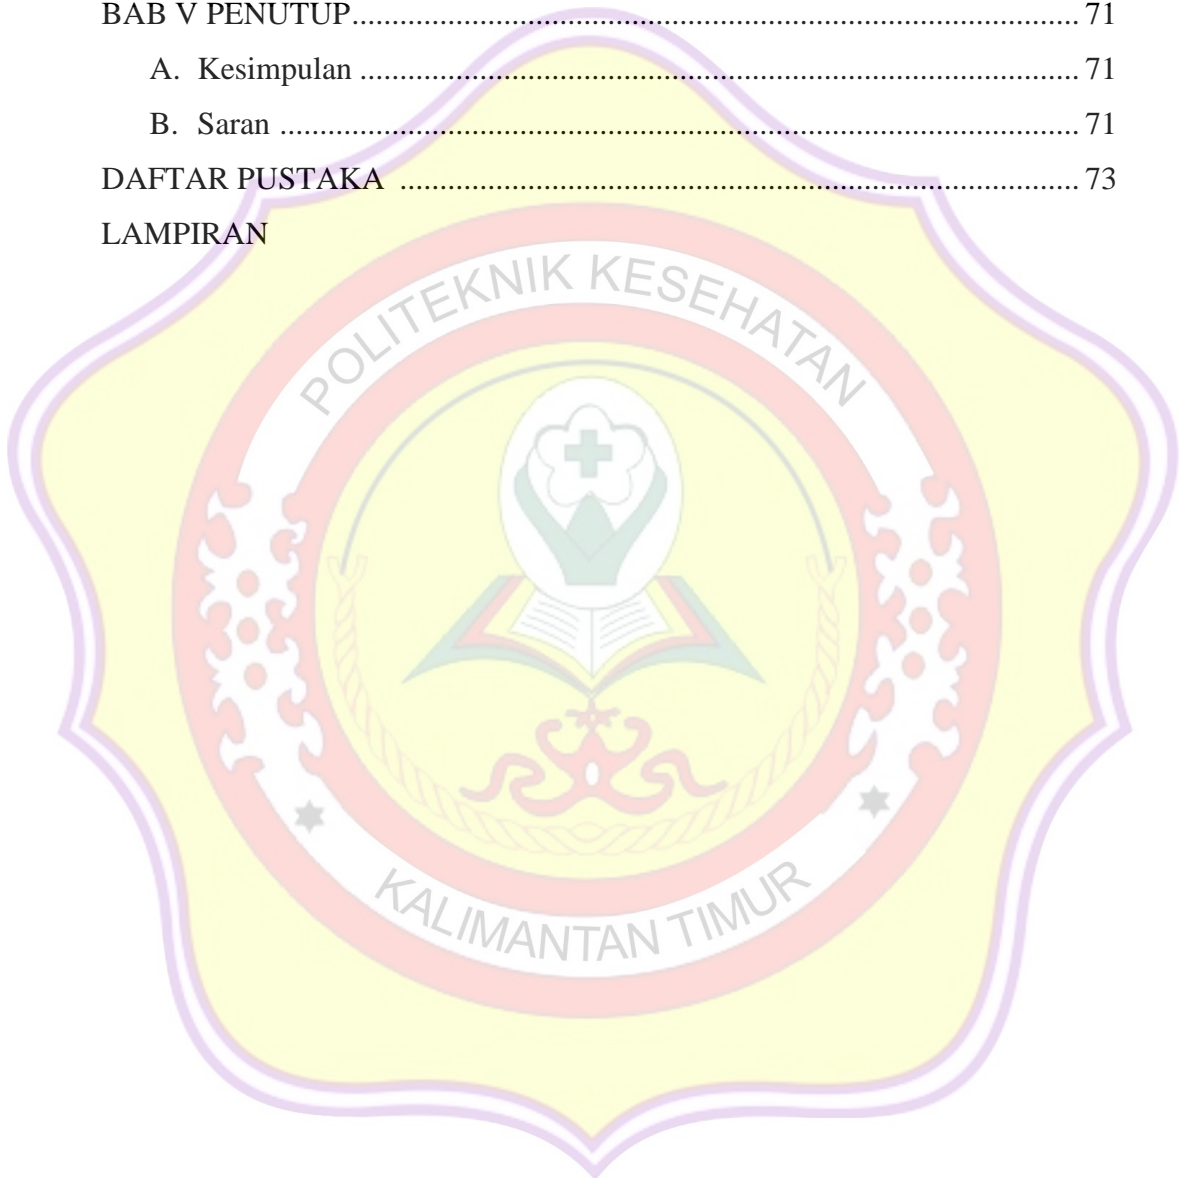 BAB V PENUTUP........................................................................................... 71
A. Kesimpulan .......................................................................................... 71
B. Saran .................................................................................................... 71
DAFTAR PUSTAKA ..................................................................................... 73
LAMPIRAN
POLITEKNIK KESEHATAN
KALIMANTAN TIMUR